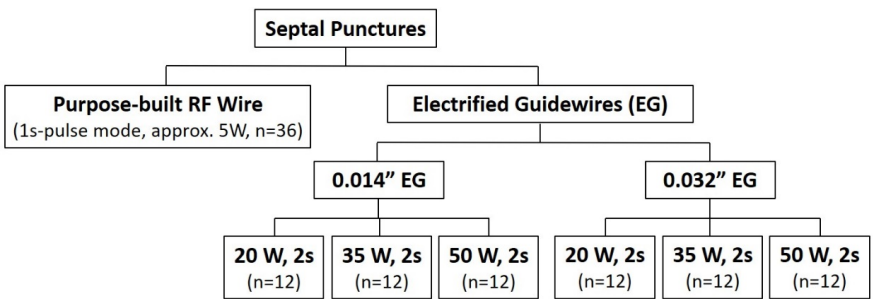 Septal Punctures
Purpose-built RF Wire
(1s-pulse mode, approx. 5W, n=36)
Electrified Guidewires (EG)
0.014” EG
0.032” EG
20 W, 2s
(n=12)
35 W, 2s
(n=12)
50 W, 2s
(n=12)
20 W, 2s
(n=12)
35 W, 2s
(n=12)
50 W, 2s
(n=12)